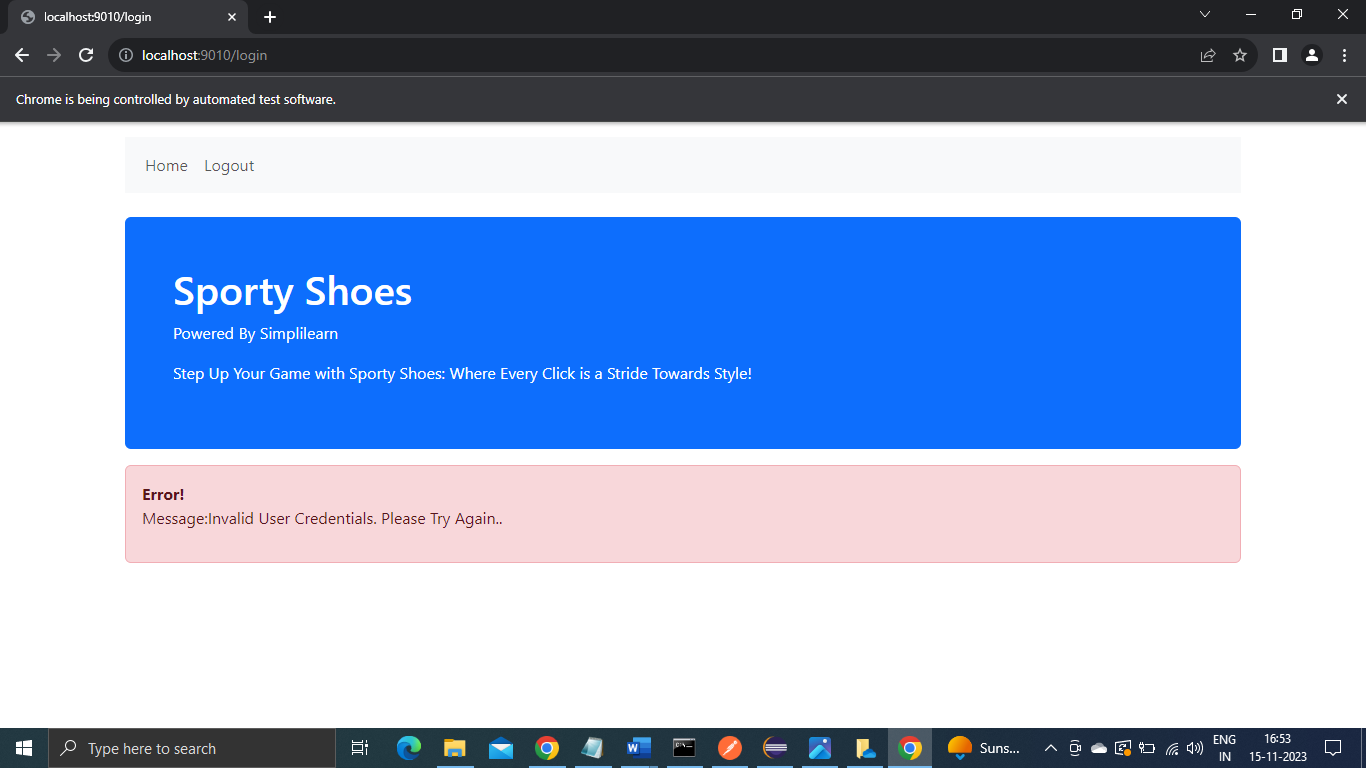 localhost:9010/login
localhost:9010/login
Chrome is being controlled by automated test software.
Home Logout
Sporty Shoes
Powered By Simplilearn
Step Up Your Game with Sporty Shoes: Where Every Click is a Stride Towards Style!
Error!
Message:Invalid User Credentials. Please Try Again..
Type here to search
Suns...
ENG
IN
16:53
15-11-2023